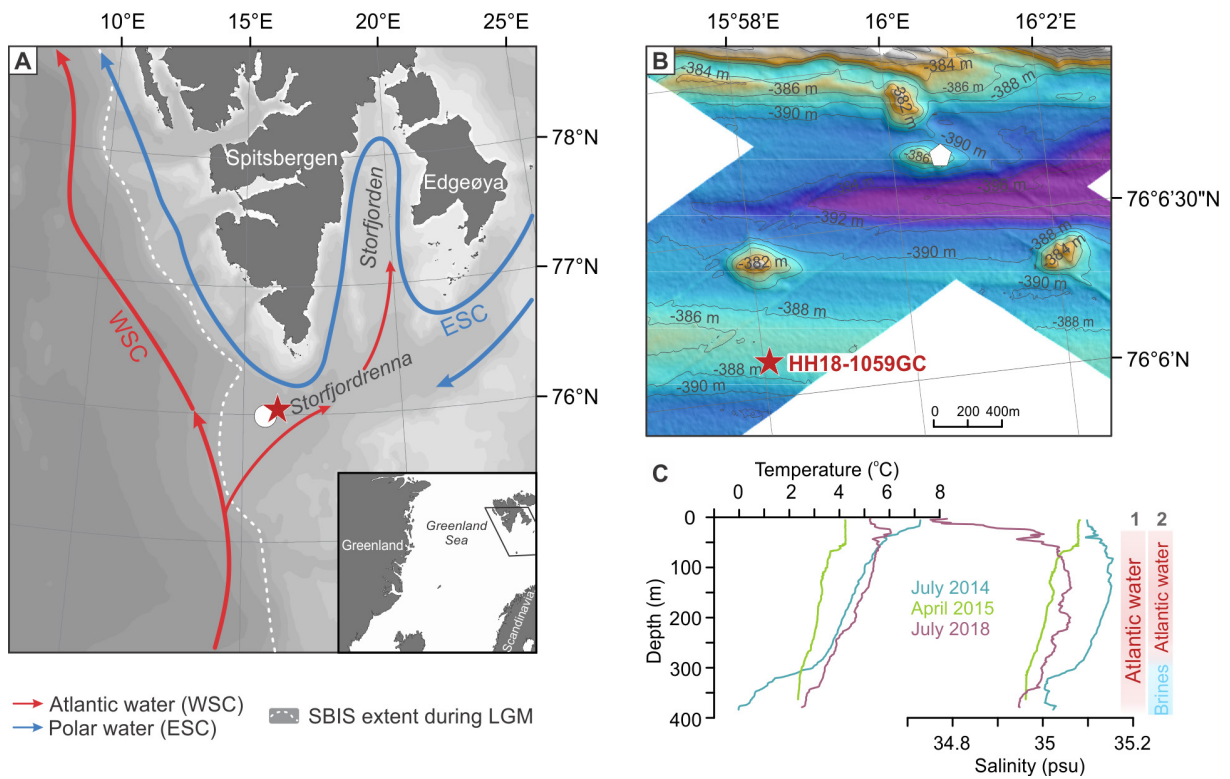 10°E 15°E 20°E 25°E
A
78°N
77°N
76°N
Spitsbergen
Edgeøya
Storfjorden
WSC
ESC
Storfjordrenna
Greenland
Greenland
Sea
Scandinavia
Atlantic water (WSC)
Polar water (ESC)
SBIS extent during LGM
15°58'E 16°E 16°2'E
B
-384 m
-386 m
-390 m
-382
-384 m
-386 m
-388 m
-390 m
-386
-390 m
-392 m
-390 m
-388 m
-384
-390 m
-382
-388 m
-386 m
-388 m
-388 m
-390 m
76°6'30"N
76°6'N
HH18-1059GC
0 200 400m
C
Temperature (°C)
0 2 4 6 8
Depth (m)
0
100
200
300
400
July 2014
April 2015
July 2018
1 2
Atlantic water
Atlantic water
Brines
34.8 35 35.2
Salinity (psu)